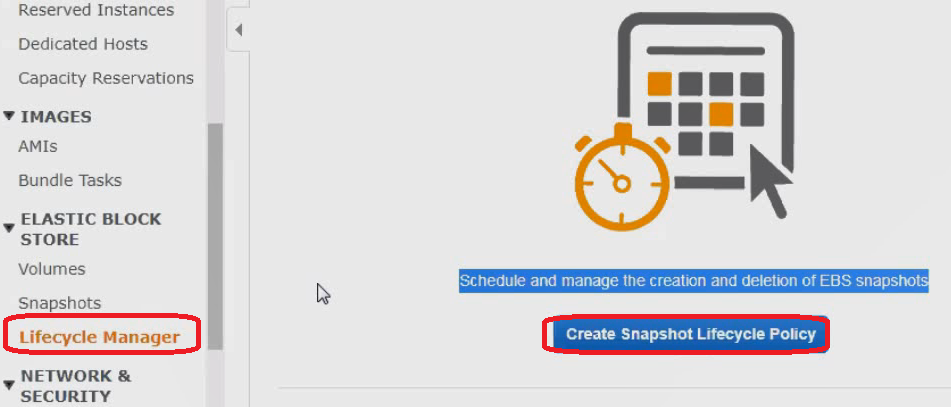 Reserved Instances
Dedicated Hosts
Capacity Reservations
IMAGES
AMIs
Bundle Tasks
ELASTIC BLOCK
STORE
Volumes
Snapshots
Lifecycle Manager
NETWORK &
SECURITY
Schedule and manage the creation and deletion of EBS snapshots
Create Snapshot Lifecycle Policy